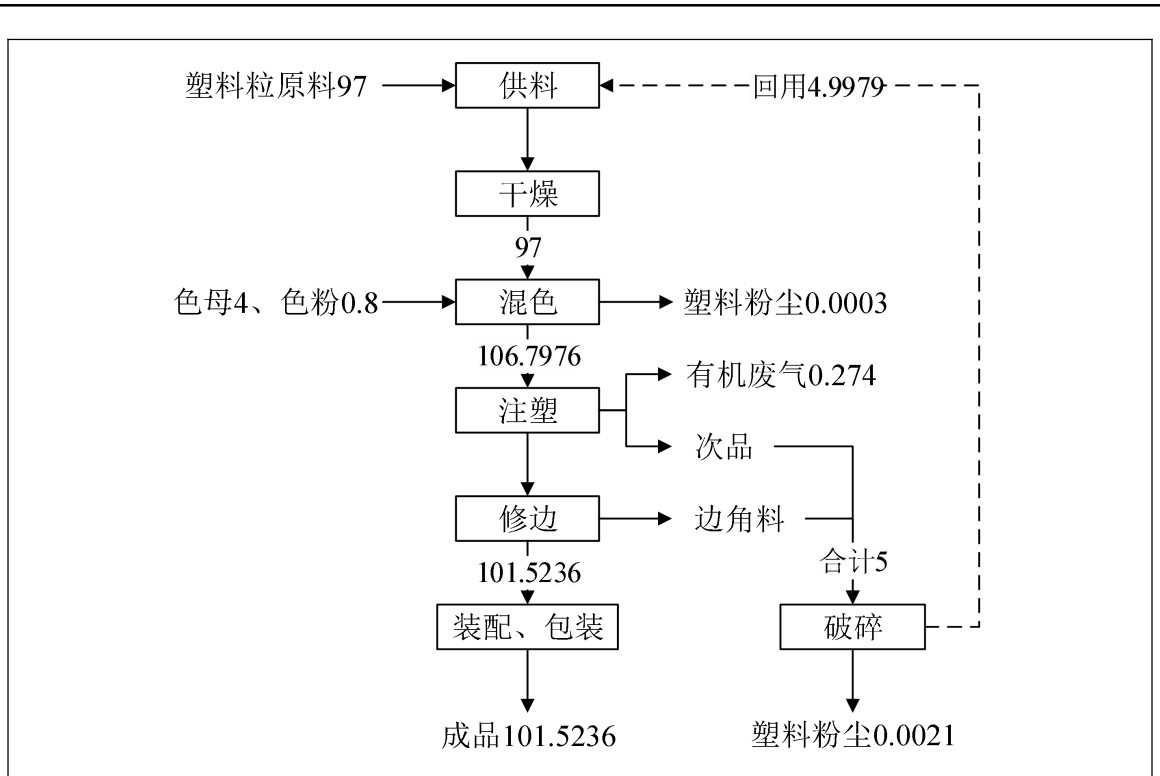 塑料粒原料97
供料
回用4.9979
干燥
97
色母4、色粉0.8
混色
塑料粉尘0.0003
106.7976
有机废气0.274
注塑
次品
修边
边角料
合计5
101.5236
装配、包装
破碎
成品101.5236
塑料粉尘0.0021